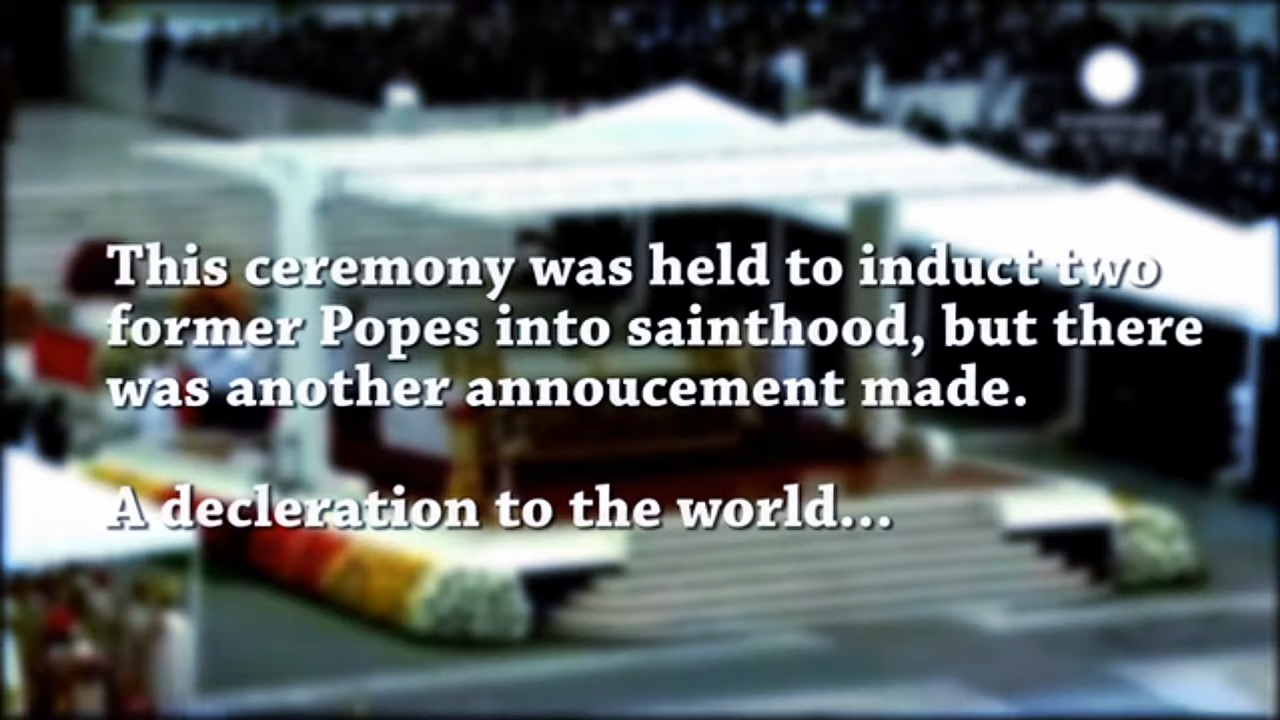 This ceremony was held to induct two
former Popes into sainthood, but there
was another annoucement made.
A decleration to the world...